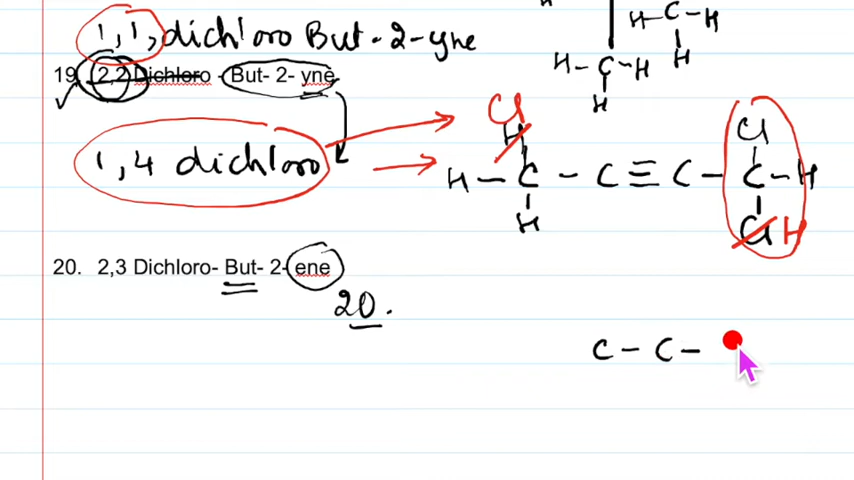 H
H-C-H
H
H-C-H
H
1,1, dichloro But-2-yne
19. 2,2 Dichloro - But- 2- yne
Cl
H
Cl
1,4 dichloro
H - C - C ≡ C - C - H
H
Cl H
20. 2,3 Dichloro- But- 2-ene
20.
C - C -